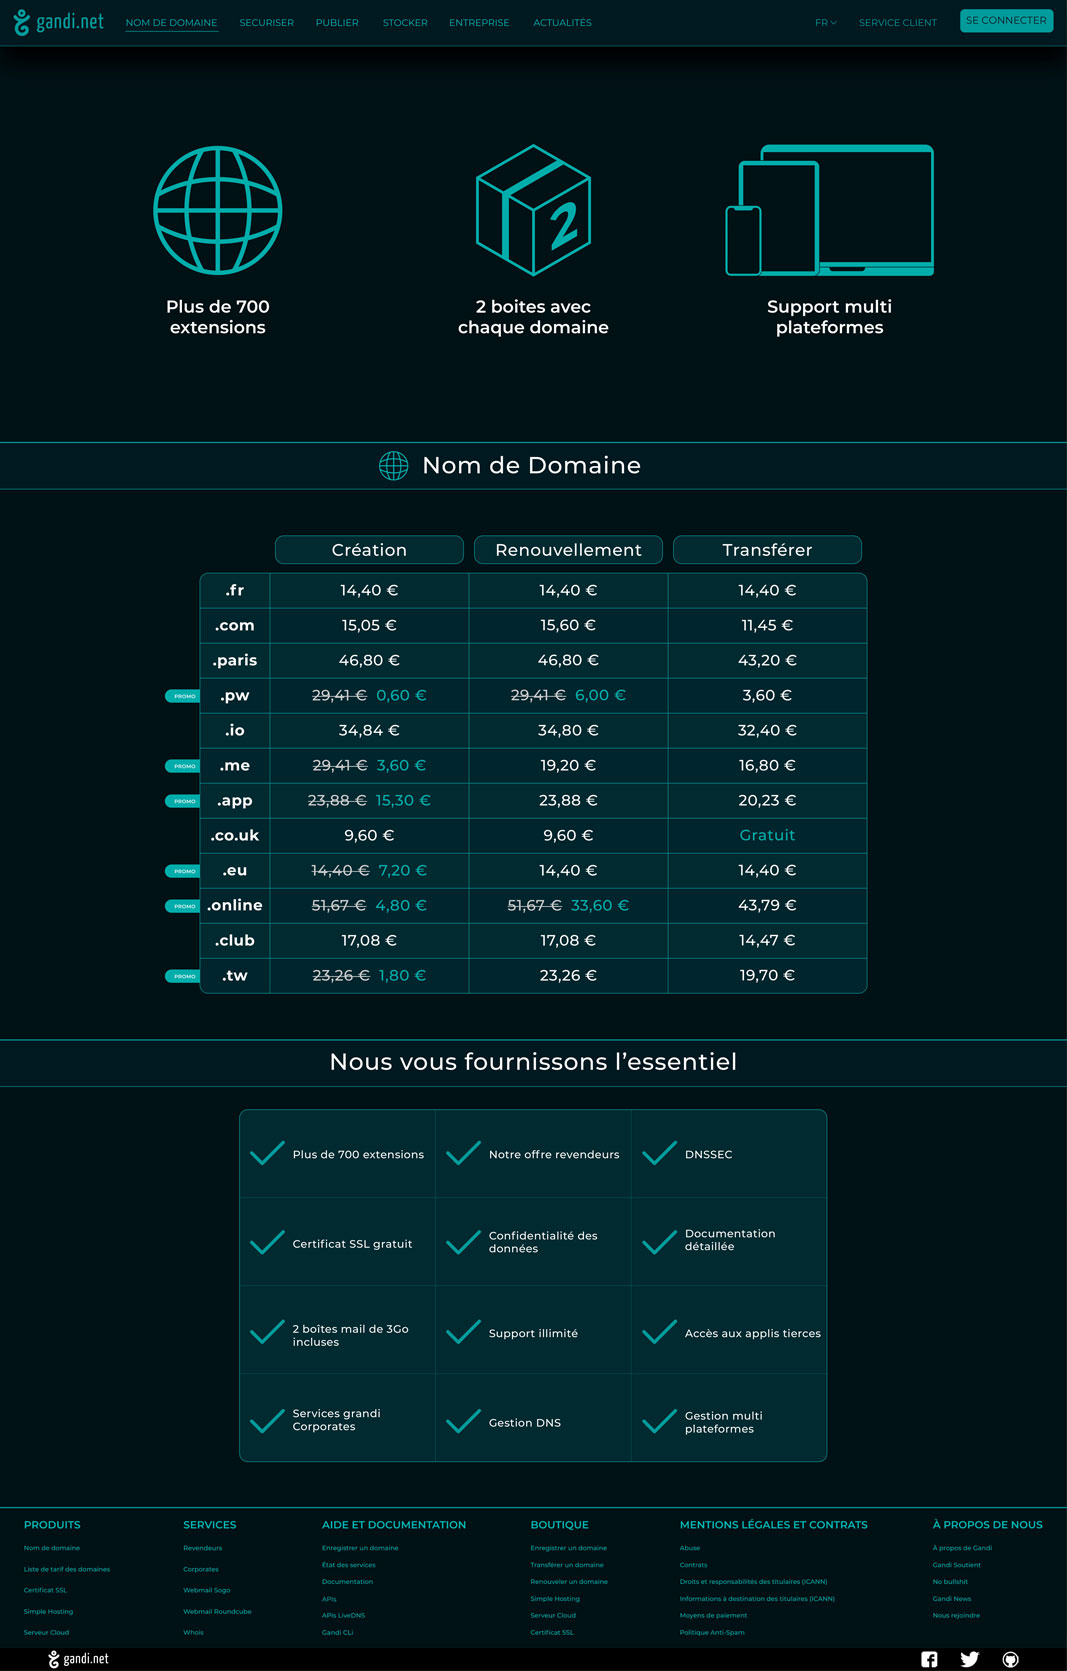 gandi.net NOM DE DOMAINE SECURISER PUBLIER STOCKER ENTREPRISE ACTUALITÉS FR SERVICE CLIENT SE CONNECTER
2
Plus de 700
extensions
2 boites avec
chaque domaine
Support multi
plateformes
Nom de Domaine
Création Renouvellement Transférer
.fr 14,40 € 14,40 € 14,40 €
.com 15,05 € 15,60 € 11,45 €
.paris 46,80 € 46,80 € 43,20 €
PROMO .pw 29,41 € 0,60 € 29,41 € 6,00 € 3,60 €
.io 34,84 € 34,80 € 32,40 €
PROMO .me 29,41 € 3,60 € 19,20 € 16,80 €
PROMO .app 23,88 € 15,30 € 23,88 € 20,23 €
.co.uk 9,60 € 9,60 € Gratuit
PROMO .eu 14,40 € 7,20 € 14,40 € 14,40 €
PROMO .online 51,67 € 4,80 € 51,67 € 33,60 € 43,79 €
.club 17,08 € 17,08 € 14,47 €
PROMO .tw 23,26 € 1,80 € 23,26 € 19,70 €
Nous vous fournissons l’essentiel
Plus de 700 extensions
Notre offre revendeurs
DNSSEC
Certificat SSL gratuit
Confidentialité des
données
Documentation
détaillée
2 boîtes mail de 3Go
incluses
Support illimité
Accès aux applis tierces
Services grandi
Corporates
Gestion DNS
Gestion multi
plateformes
PRODUITS
Nom de domaine
Liste de tarif des domaines
Certificat SSL
Simple Hosting
Serveur Cloud
SERVICES
Revendeurs
Corporates
Webmail Sogo
Webmail Roundcube
Whois
AIDE ET DOCUMENTATION
Enregistrer un domaine
État des services
Documentation
APIs
APIs LiveDNS
Gandi CLi
BOUTIQUE
Enregistrer un domaine
Transférer un domaine
Renouveler un domaine
Simple Hosting
Serveur Cloud
Certificat SSL
MENTIONS LÉGALES ET CONTRATS
Abuse
Contrats
Droits et responsabilités des titulaires (ICANN)
Informations à destination des titulaires (ICANN)
Moyens de paiement
Politique Anti-Spam
À PROPOS DE NOUS
À propos de Gandi
Gandi Soutient
No bullshit
Gandi News
Nous rejoindre
gandi.net